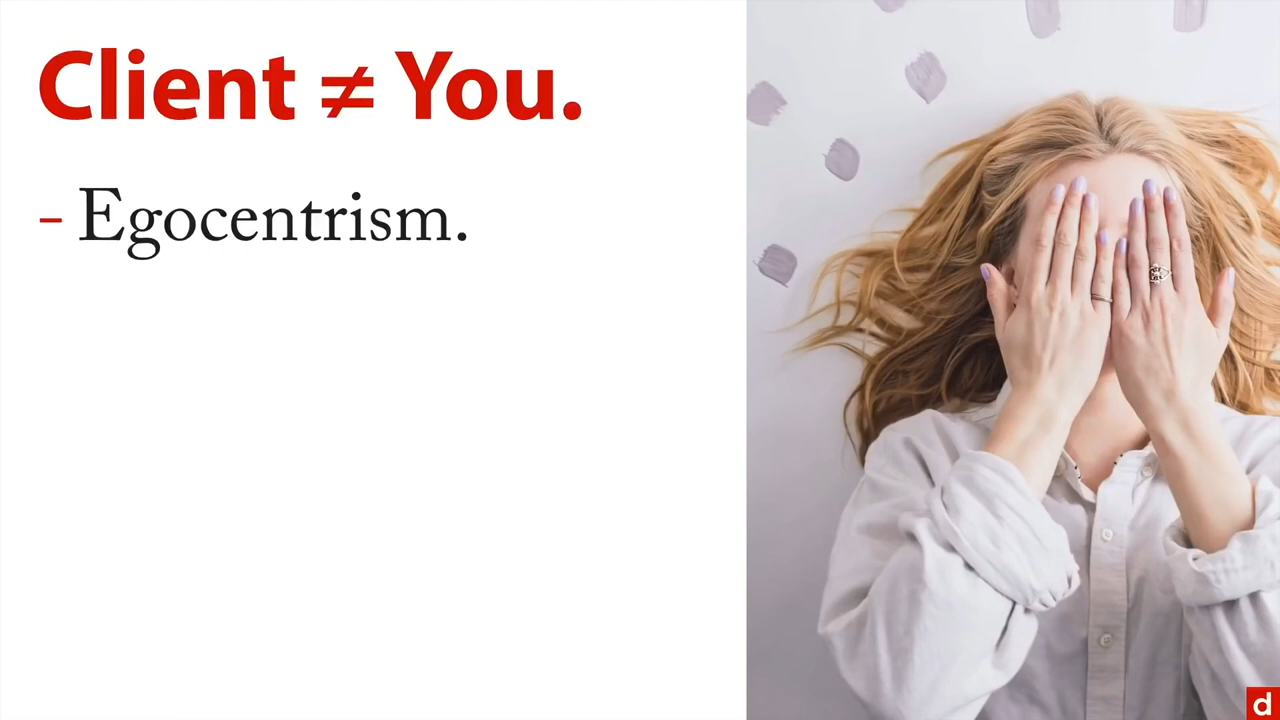 Client ≠ You.
- Egocentrism.
d